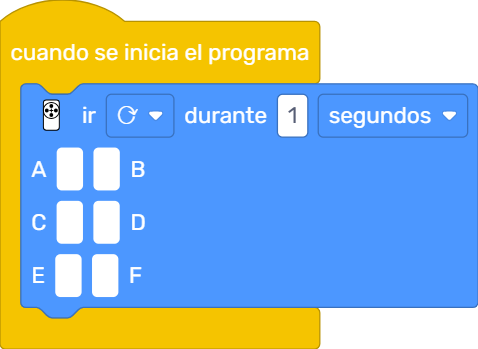 cuando se inicia el programa
ir durante 1 segundos
A B
C D
E F